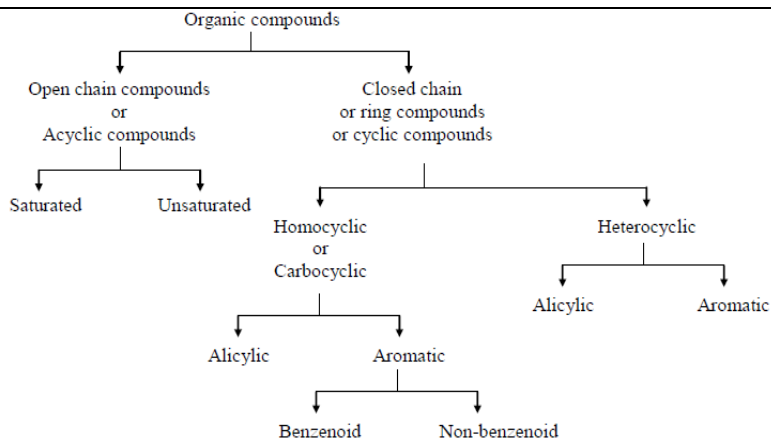 Organic compounds
Open chain compounds
or
Acyclic compounds
Closed chain
or ring compounds
or cyclic compounds
Saturated
Unsaturated
Homocyclic
or
Carbocyclic
Heterocyclic
Alicylic
Aromatic
Alicylic
Aromatic
Benzenoid
Non-benzenoid